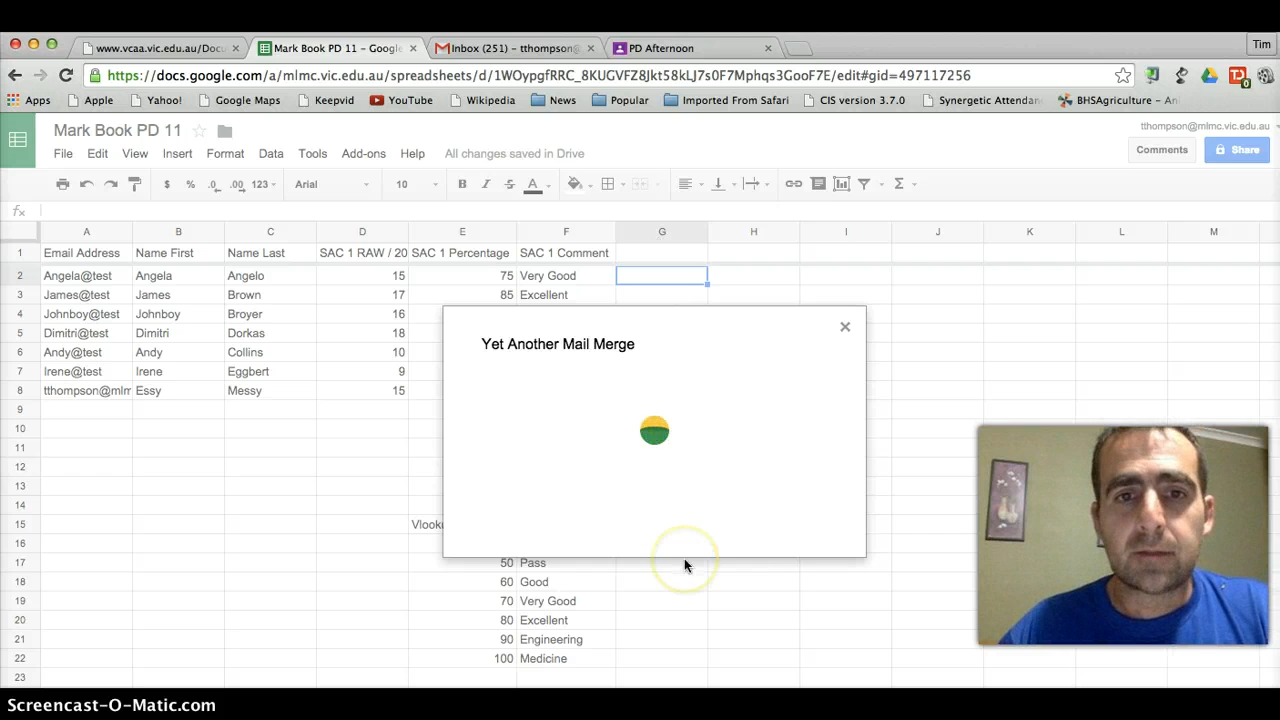 www.vcaa.vic.edu.au/Docu
Mark Book PD 11 - Google
Inbox (251) - tthompson@
PD Afternoon
Tim
https://docs.google.com/a/mlmc.vic.edu.au/spreadsheets/d/1WOypgfRRC_8KUGVFZ8Jkt58kLJ7s0F7Mphqs3GooF7E/edit#gid=497117256
Apps Apple Yahoo! Google Maps Keepvid YouTube Wikipedia News Popular Imported From Safari CIS version 3.7.0 Synergetic Attendan BHSAgriculture - An
Mark Book PD 11
tthompson@mlmc.vic.edu.au
File Edit View Insert Format Data Tools Add-ons Help All changes saved in Drive
Comments Share
$ % .0 .00 123 Arial 10 B I S A Σ
fx
A B C D E F G H I J K L M
1 Email Address Name First Name Last SAC 1 RAW / 20 SAC 1 Percentage SAC 1 Comment
2 Angela@test Angela Angelo 15 75 Very Good
3 James@test James Brown 17 85 Excellent
4 Johnboy@test Johnboy Broyer 16
5 Dimitri@test Dimitri Dorkas 18
6 Andy@test Andy Collins 10
7 Irene@test Irene Eggbert 9
8 tthompson@mlm Essy Messy 15
9
10
11
12
13
14
15 Vlooku
16
17 50 Pass
18 60 Good
19 70 Very Good
20 80 Excellent
21 90 Engineering
22 100 Medicine
23
Yet Another Mail Merge
Screencast-O-Matic.com